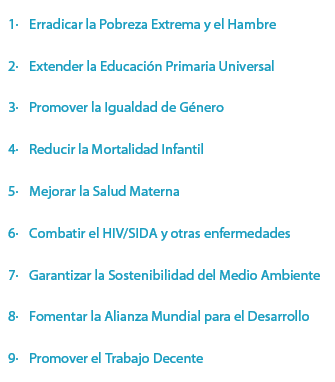 1· Erradicar la Pobreza Extrema y el Hambre
2· Extender la Educación Primaria Universal
3· Promover la Igualdad de Género
4· Reducir la Mortalidad Infantil
5· Mejorar la Salud Materna
6· Combatir el HIV/SIDA y otras enfermedades
7· Garantizar la Sostenibilidad del Medio Ambiente
8· Fomentar la Alianza Mundial para el Desarrollo
9· Promover el Trabajo Decente